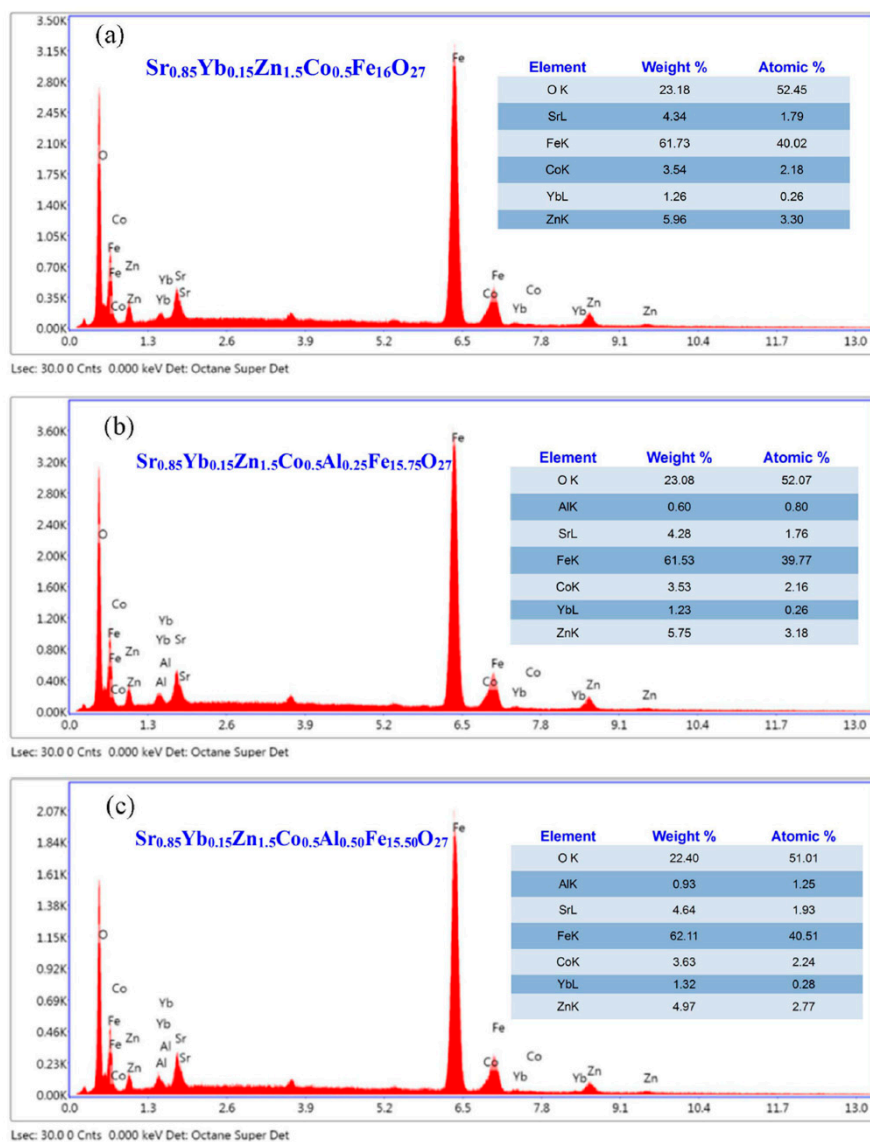 (a)
Sr0.85Yb0.15Zn1.5Co0.5Fe16O27
3.50K
3.15K
2.80K
2.45K
2.10K
1.75K
1.40K
1.05K
0.70K
0.35K
0.00K
O
Co
Fe
Fe
Co
Zn
Zn
Yb
Yb
Sr
Sr
Fe
Fe
Co
Co
Yb
Yb
Zn
Zn
0.0 1.3 2.6 3.9 5.2 6.5 7.8 9.1 10.4 11.7 13.0
Element Weight % Atomic %
O K 23.18 52.45
SrL 4.34 1.79
FeK 61.73 40.02
CoK 3.54 2.18
YbL 1.26 0.26
ZnK 5.96 3.30
Lsec: 30.0 0 Cnts 0.000 keV Det: Octane Super Det
(b)
Sr0.85Yb0.15Zn1.5Co0.5Al0.25Fe15.75O27
3.60K
3.20K
2.80K
2.40K
2.00K
1.60K
1.20K
0.80K
0.40K
0.00K
O
Co
Fe
Fe
Co
Zn
Zn
Yb
Yb
Al
Al
Sr
Sr
Fe
Fe
Co
Co
Yb
Yb
Zn
Zn
0.0 1.3 2.6 3.9 5.2 6.5 7.8 9.1 10.4 11.7 13.0
Element Weight % Atomic %
O K 23.08 52.07
AlK 0.60 0.80
SrL 4.28 1.76
FeK 61.53 39.77
CoK 3.53 2.16
YbL 1.23 0.26
ZnK 5.75 3.18
Lsec: 30.0 0 Cnts 0.000 keV Det: Octane Super Det
(c)
Sr0.85Yb0.15Zn1.5Co0.5Al0.50Fe15.50O27
2.07K
1.84K
1.61K
1.38K
1.15K
0.92K
0.69K
0.46K
0.23K
0.00K
O
Co
Fe
Fe
Co
Zn
Zn
Yb
Yb
Al
Al
Sr
Sr
Fe
Fe
Co
Co
Yb
Yb
Zn
Zn
0.0 1.3 2.6 3.9 5.2 6.5 7.8 9.1 10.4 11.7 13.0
Element Weight % Atomic %
O K 22.40 51.01
AlK 0.93 1.25
SrL 4.64 1.93
FeK 62.11 40.51
CoK 3.63 2.24
YbL 1.32 0.28
ZnK 4.97 2.77
Lsec: 30.0 0 Cnts 0.000 keV Det: Octane Super Det